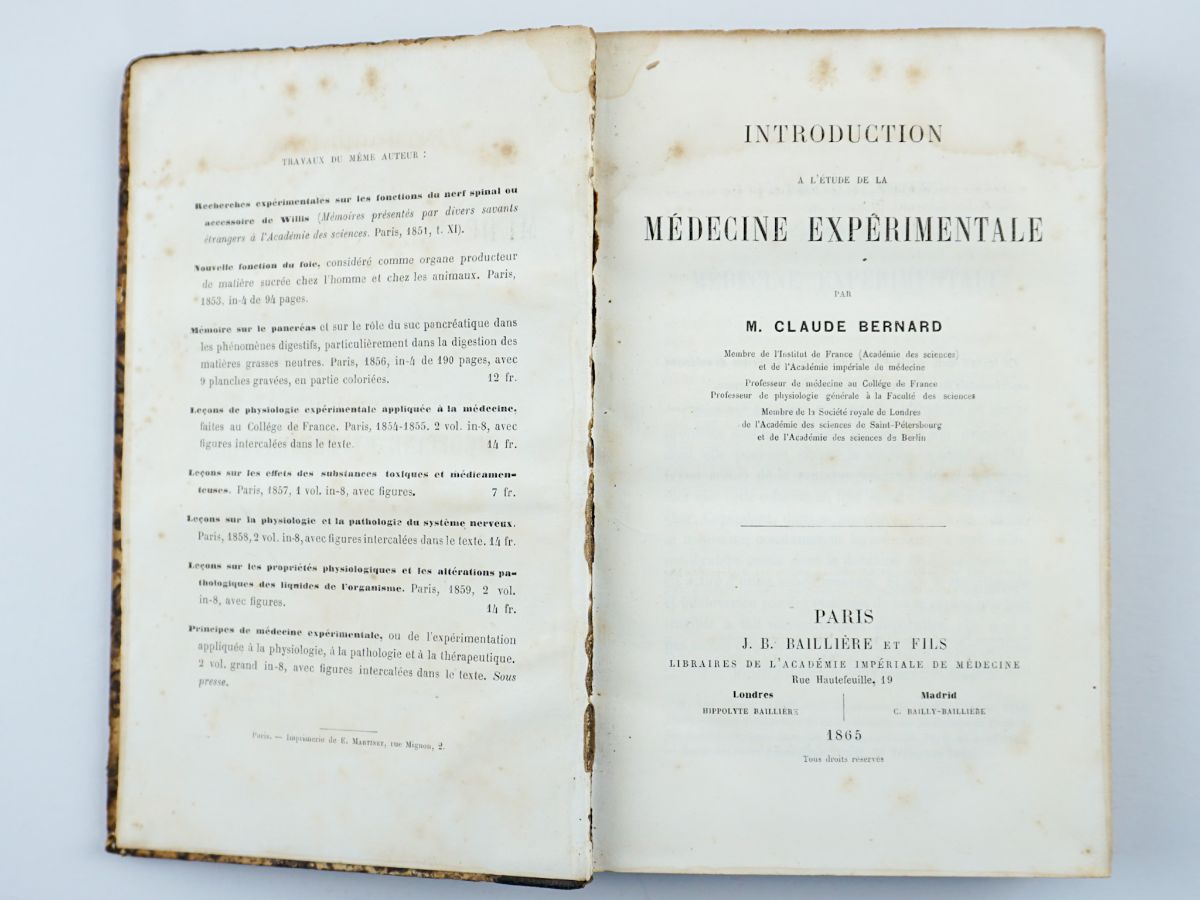 TRAVAUX DU MÊME AUTEUR :
Recherches expérimentales sur les fonctions du nerf spinal ou
accessoire de Willis (Mémoires présentés par divers savants
étrangers à l'Académie des sciences. Paris, 1851, t. XI).
Nouvelle fonction du foie, considéré comme organe producteur
de matière sucrée chez l'homme et chez les animaux. Paris,
1853, in-4 de 94 pages.
Mémoire sur le pancréas et sur le rôle du suc pancréatique dans
les phénomènes digestifs, particulièrement dans la digestion des
matières grasses neutres. Paris, 1856, in-4 de 190 pages, avec
9 planches gravées, en partie coloriées. 12 fr.
Leçons de physiologie expérimentale appliquée à la médecine,
faites au Collége de France. Paris, 1854-1855. 2 vol. in-8, avec
figures intercalées dans le texte. 14 fr.
Leçons sur les effets des substances toxiques et médicamen-
teuses. Paris, 1857, 1 vol. in-8, avec figures. 7 fr.
Leçons sur la physiologie et la pathologie du système nerveux.
Paris, 1858, 2 vol. in-8, avec figures intercalées dans le texte. 14 fr.
Leçons sur les propriétés physiologiques et les altérations pa-
thologiques des liquides de l'organisme. Paris, 1859, 2 vol.
in-8, avec figures. 14 fr.
Principes de médecine expérimentale, ou de l'expérimentation
appliquée à la physiologie, à la pathologie et à la thérapeutique.
2 vol. grand in-8, avec figures intercalées dans le texte. Sous
presse.
Paris. — Imprimerie de E. MARTINET, rue Mignon, 2.
INTRODUCTION
A L'ÉTUDE DE LA
MÉDECINE EXPÉRIMENTALE
PAR
M. CLAUDE BERNARD
Membre de l'Institut de France (Académie des sciences)
et de l'Académie impériale de médecine
Professeur de médecine au Collége de France
Professeur de physiologie générale à la Faculté des sciences
Membre de la Société royale de Londres
de l'Académie des sciences de Saint-Pétersbourg
et de l'Académie des sciences de Berlin
PARIS
J. B. BAILLIÈRE ET FILS
LIBRAIRES DE L'ACADÉMIE IMPÉRIALE DE MÉDECINE
Rue Hautefeuille, 19
Londres Madrid
HIPPOLYTE BAILLIÈRE C. BAILLY-BAILLIÈRE
1865
Tous droits réservés